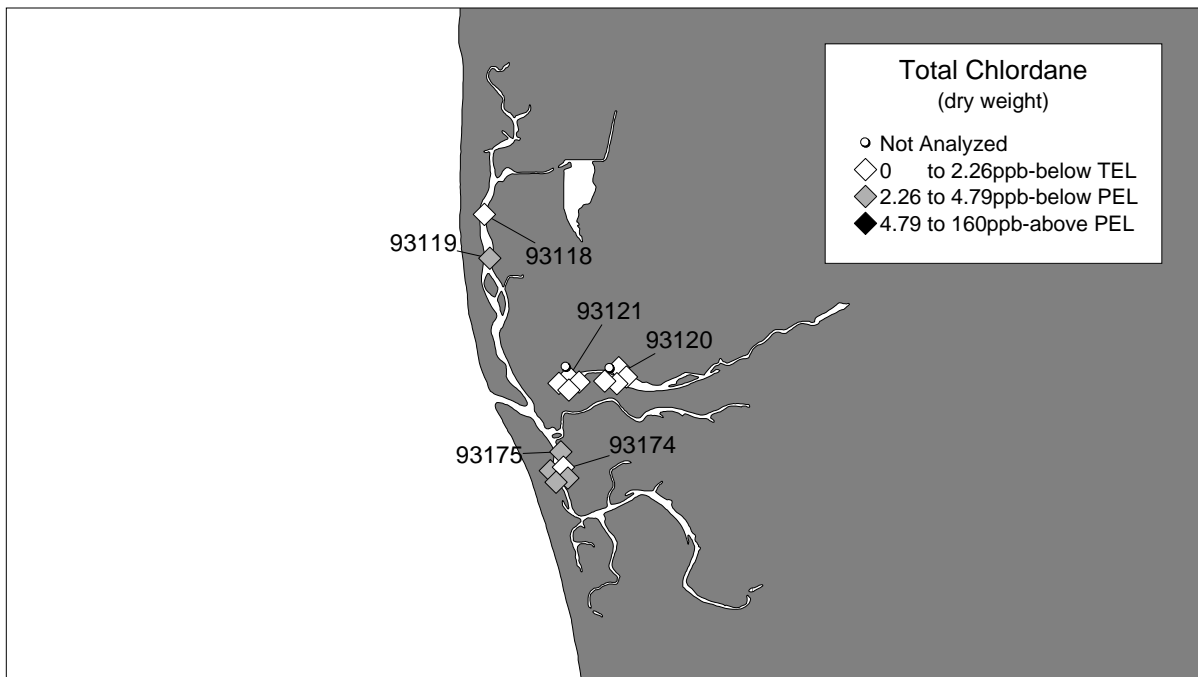 Total Chlordane
(dry weight)
Not Analyzed
0 to 2.26ppb-below TEL
2.26 to 4.79ppb-below PEL
4.79 to 160ppb-above PEL
93119
93118
93121
93120
93175
93174